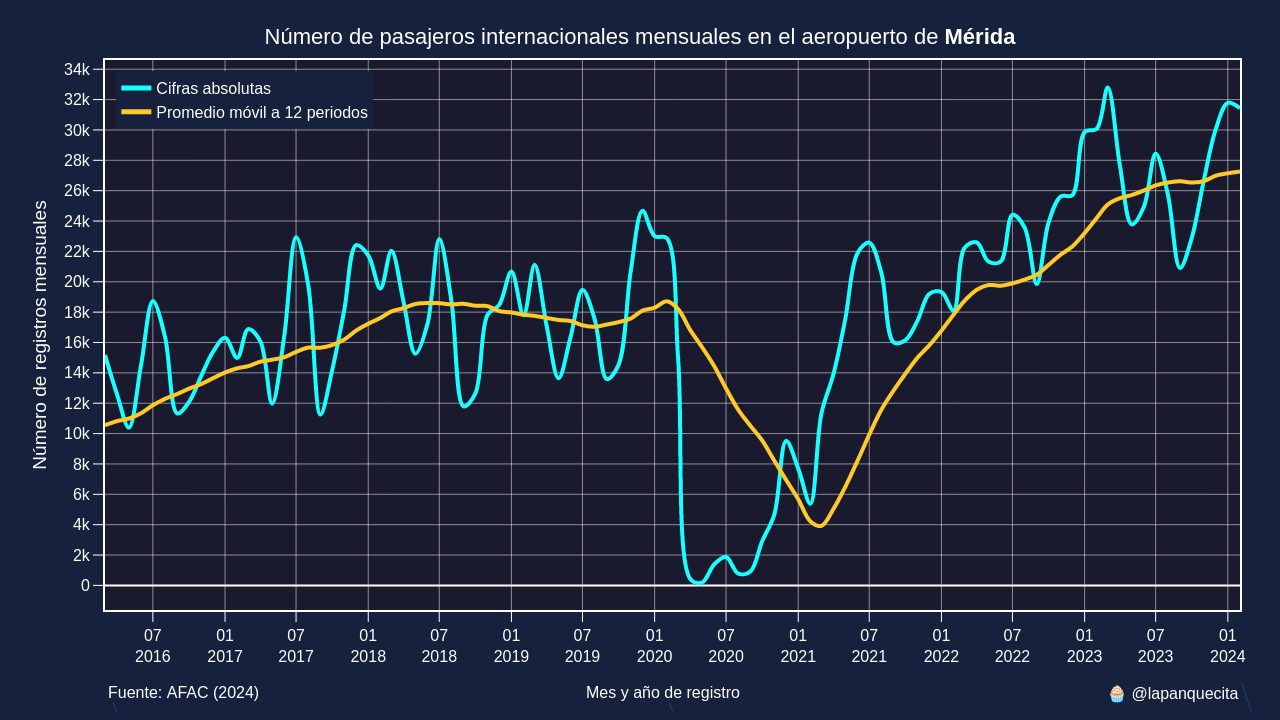 Número de pasajeros internacionales mensuales en el aeropuerto de Mérida
Cifras absolutas
Promedio móvil a 12 periodos
Número de registros mensuales
34k
32k
30k
28k
26k
24k
22k
20k
18k
16k
14k
12k
10k
8k
6k
4k
2k
0
07 01 07 01 07 01 07 01 07 01 07 01 07 01 07 01
2016 2017 2017 2018 2018 2019 2019 2020 2020 2021 2021 2022 2022 2023 2023 2024
Fuente: AFAC (2024) Mes y año de registro 🧁 @lapanquecita